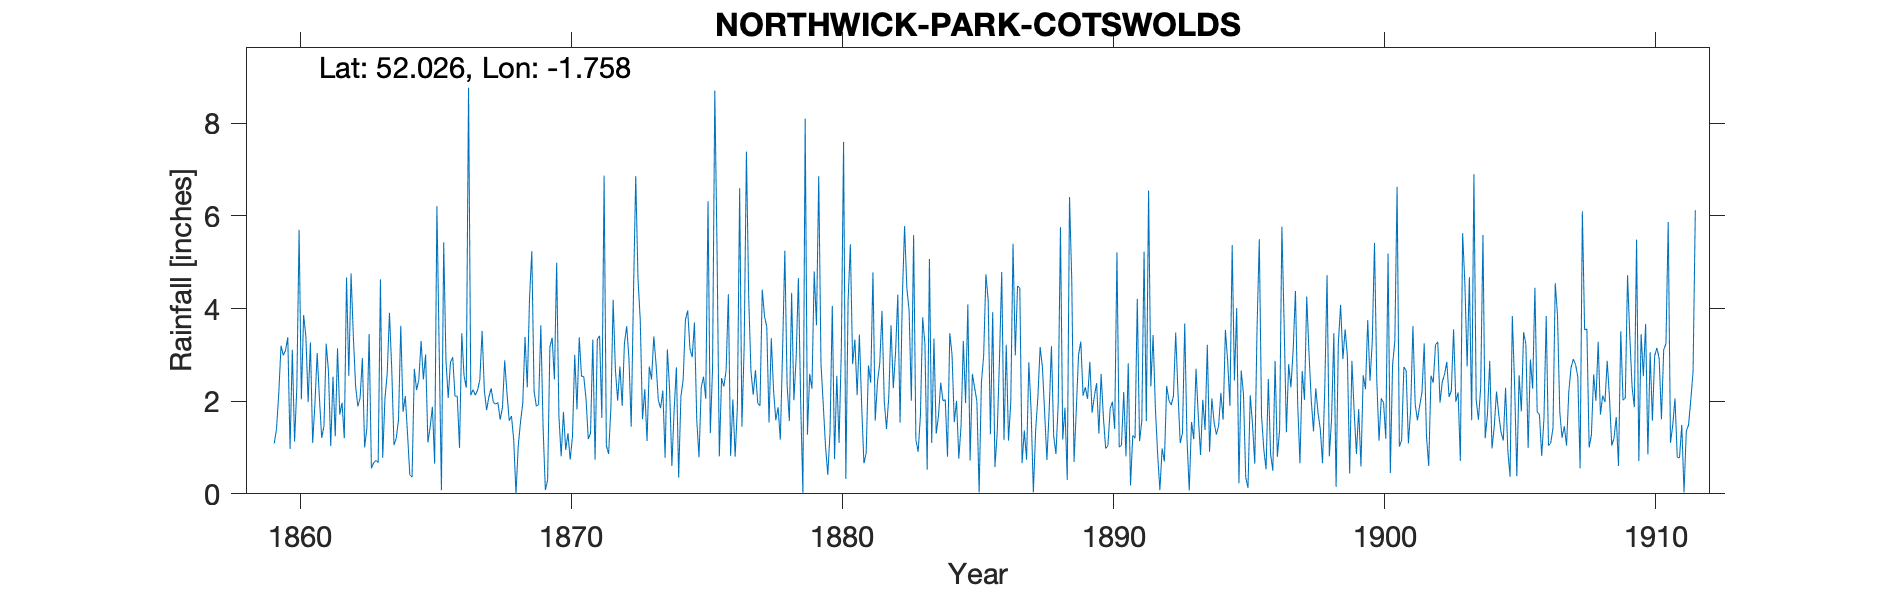 NORTHWICK-PARK-COTSWOLDS
Lat: 52.026, Lon: -1.758
Rainfall [inches]
8
6
4
2
0
1860 1870 1880 1890 1900 1910
Year